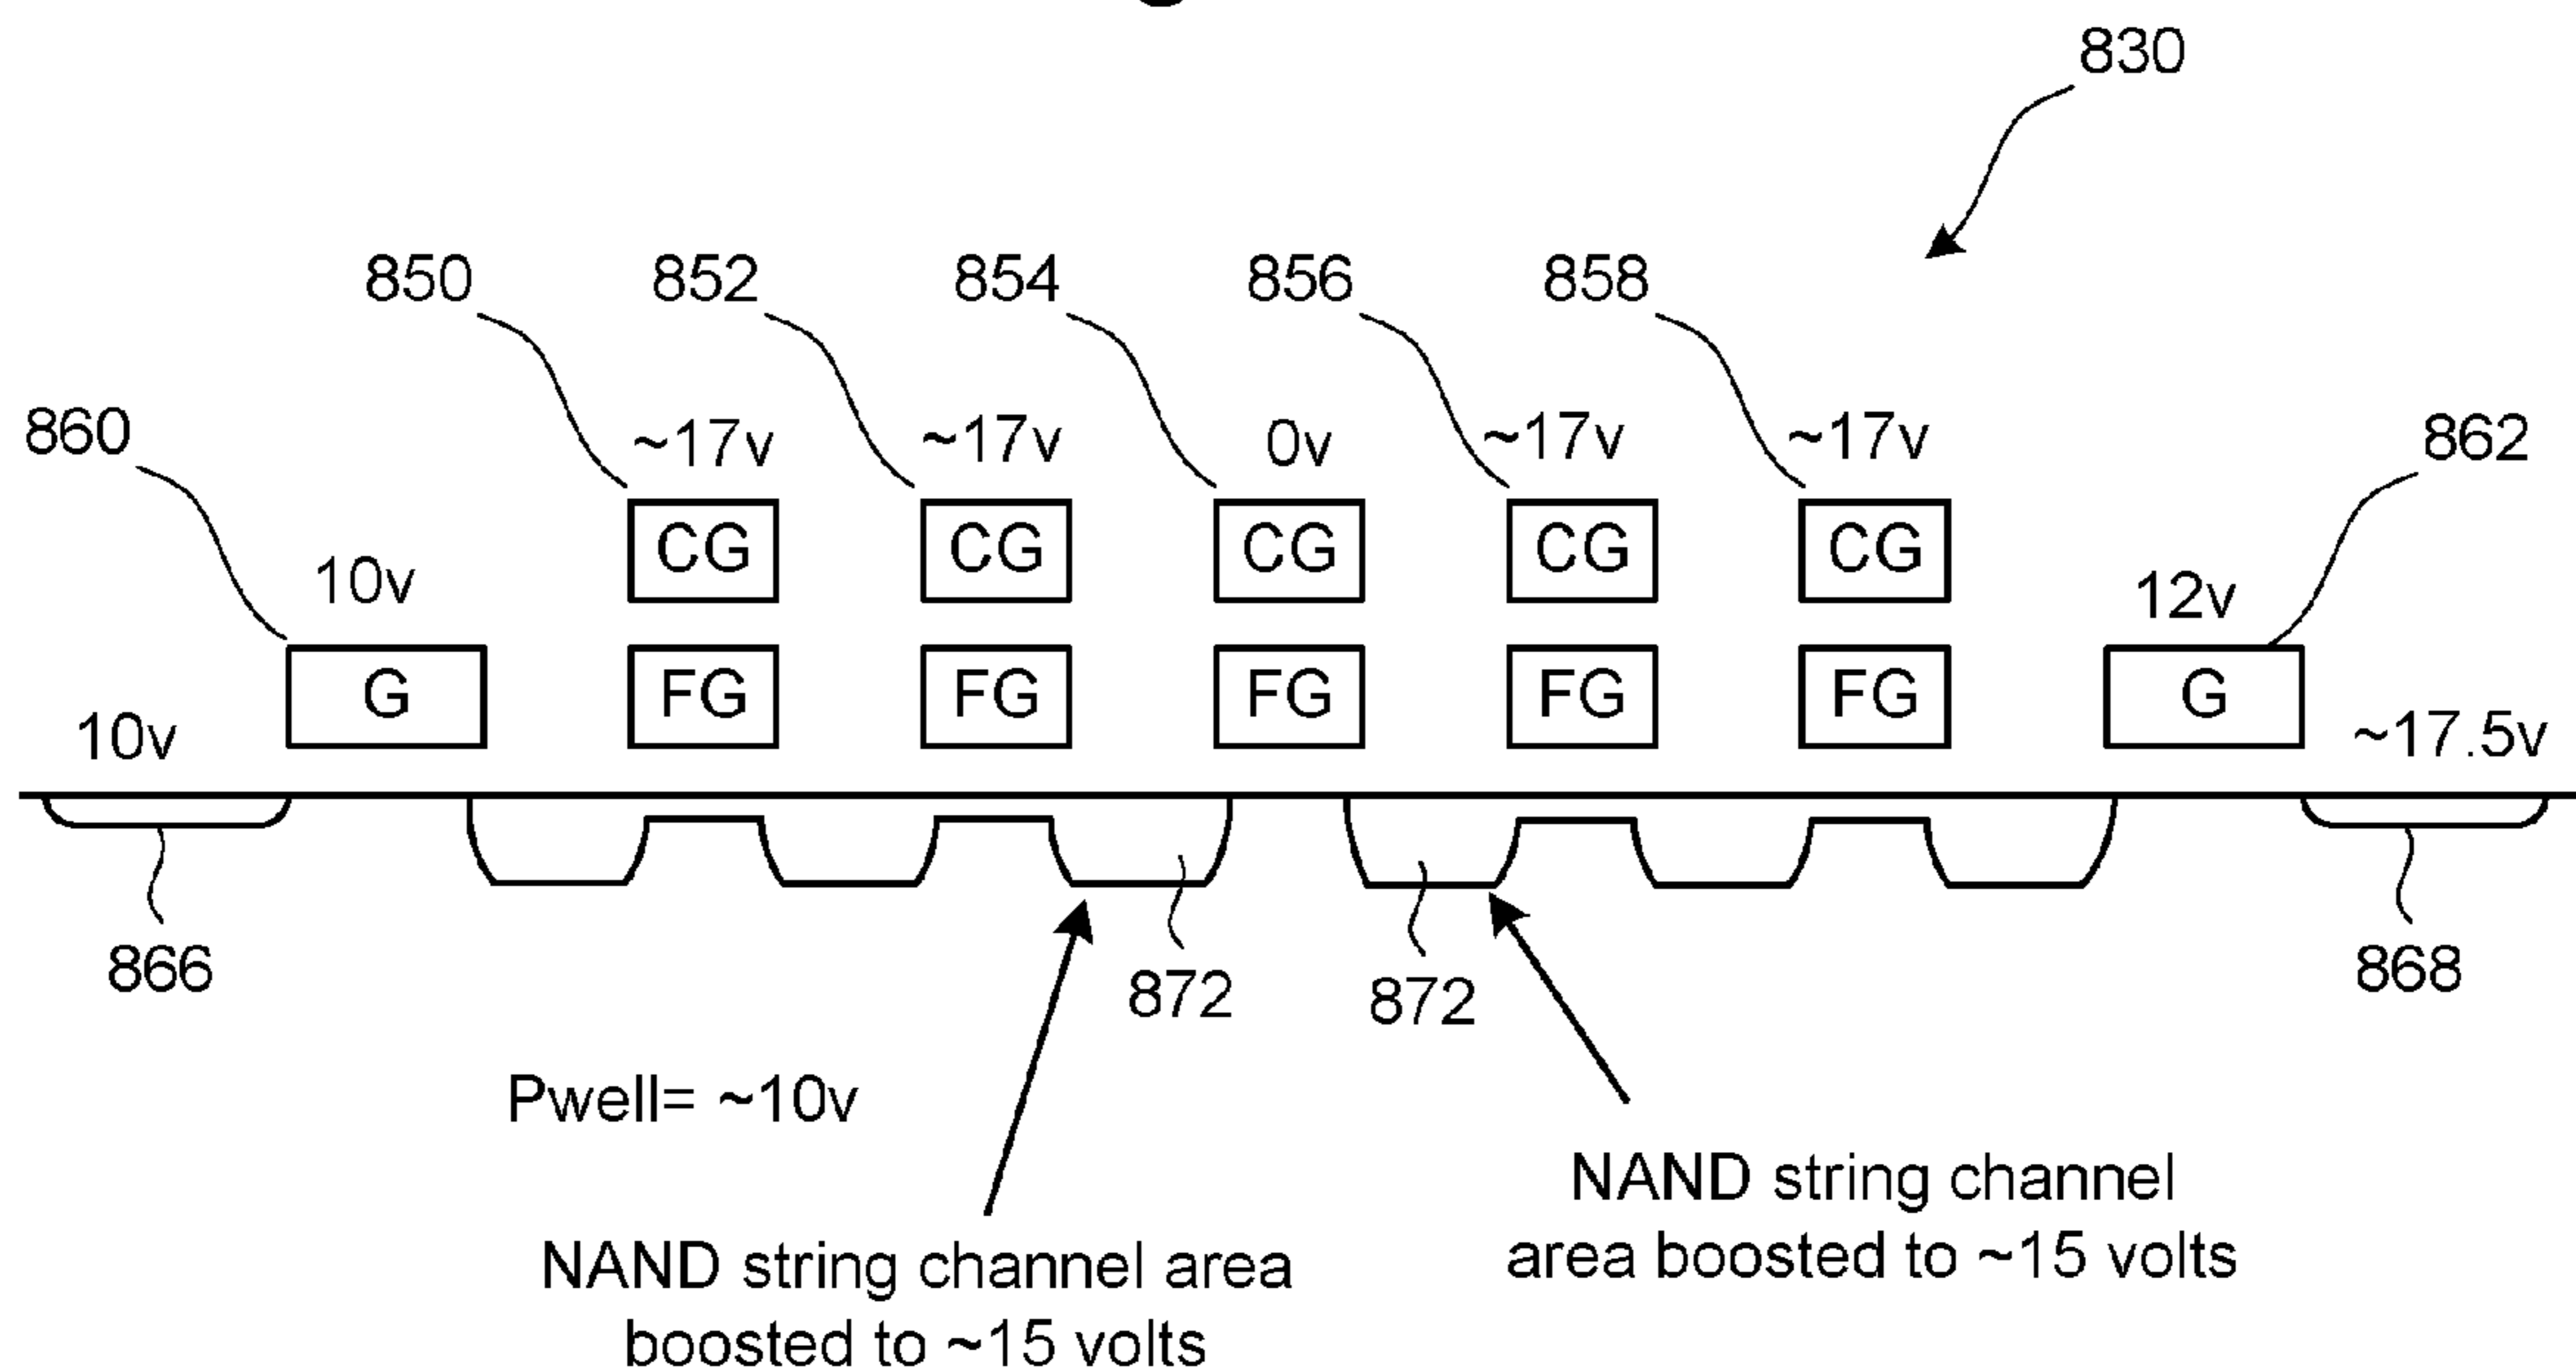 830
850
852
854
856
858
860
~17v
~17v
0v
~17v
~17v
862
10v
CG
CG
CG
CG
CG
12v
10v
G
FG
FG
FG
FG
FG
G
~17.5v
866
872
872
868
Pwell= ~10v
NAND string channel area
boosted to ~15 volts
NAND string channel
area boosted to ~15 volts